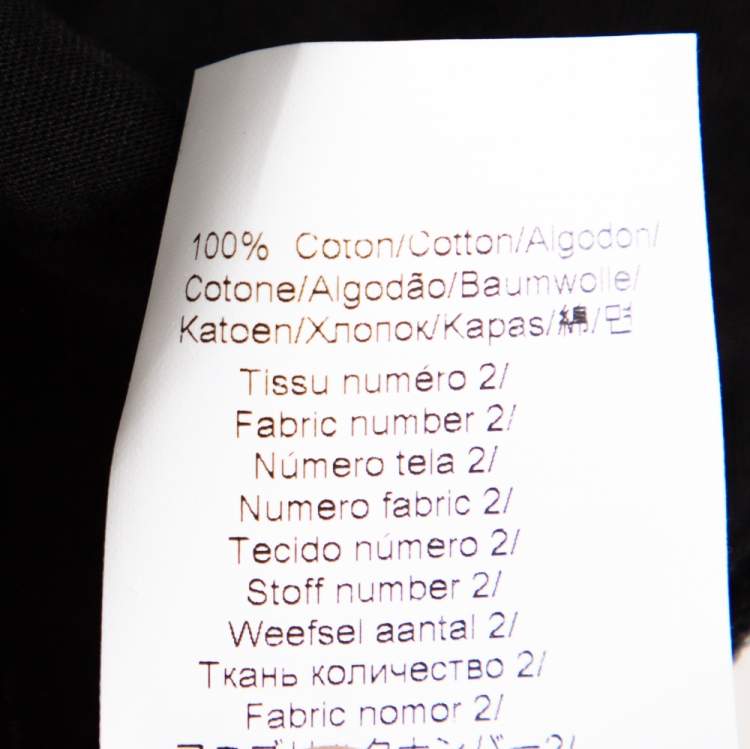 100% Coton/Cotton/Algodon/
Cotone/Algodão/Baumwolle/
Katoen/Хлопок/Kapas/綿/면
Tissu numéro 2/
Fabric number 2/
Número tela 2/
Numero fabric 2/
Tecido número 2/
Stoff number 2/
Weefsel aantal 2/
Ткань количество 2/
Fabric nomor 2/